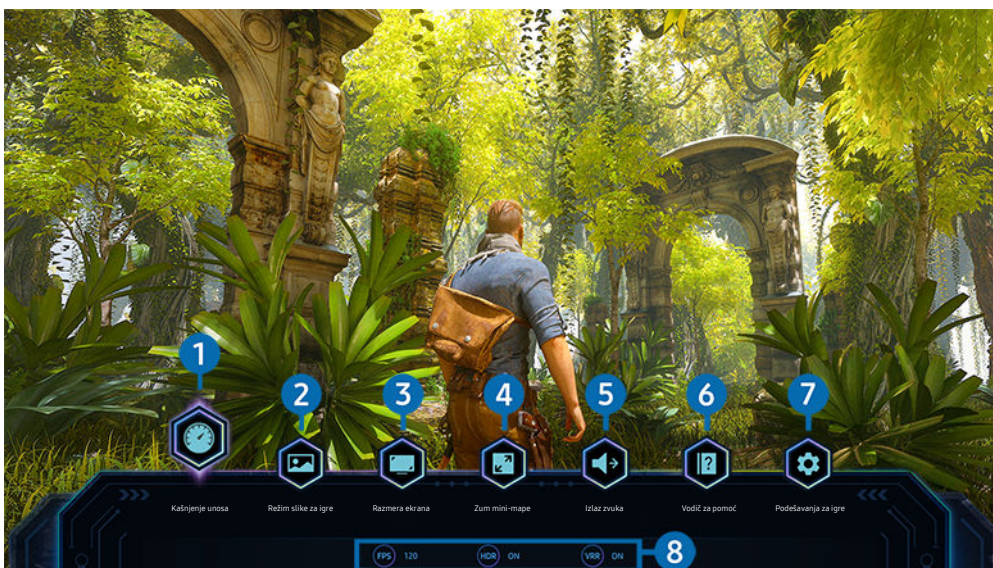 1
2 3 4 5 6 7
?
Kašnjenje unosa Režim slike za igre Razmera ekrana Zum mini-mape Izlaz zvuka Vodič za pomoć Podešavanja za igre
FPS 120 HDR ON VRR ON 8